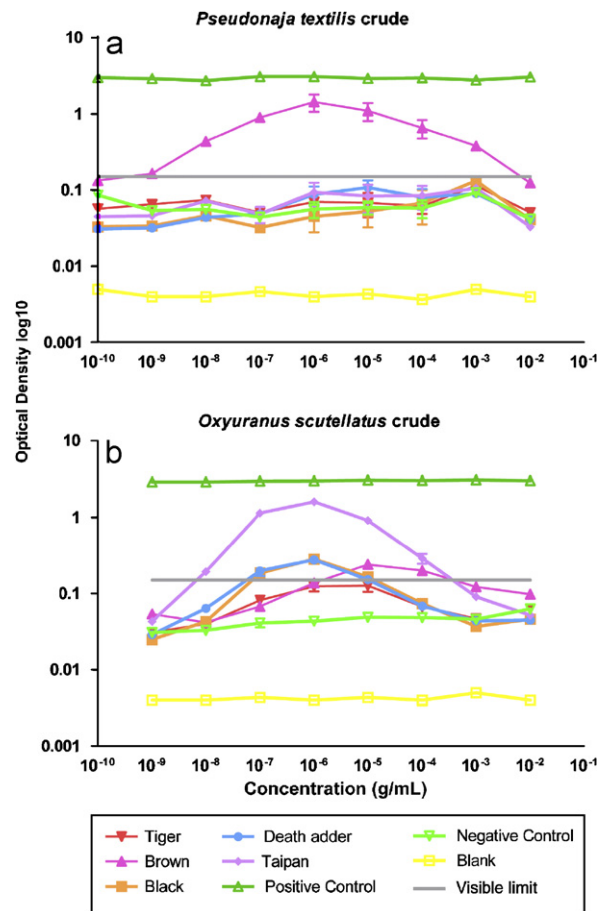 Pseudonaja textilis crude
a
10
1
0.1
0.01
0.001
10-10 10-9 10-8 10-7 10-6 10-5 10-4 10-3 10-2 10-1
Optical Density log10
Oxyuranus scutellatus crude
b
10
1
0.1
0.01
0.001
10-10 10-9 10-8 10-7 10-6 10-5 10-4 10-3 10-2 10-1
Concentration (g/mL)
Tiger Death adder Negative Control
Brown Taipan Blank
Black Positive Control Visible limit